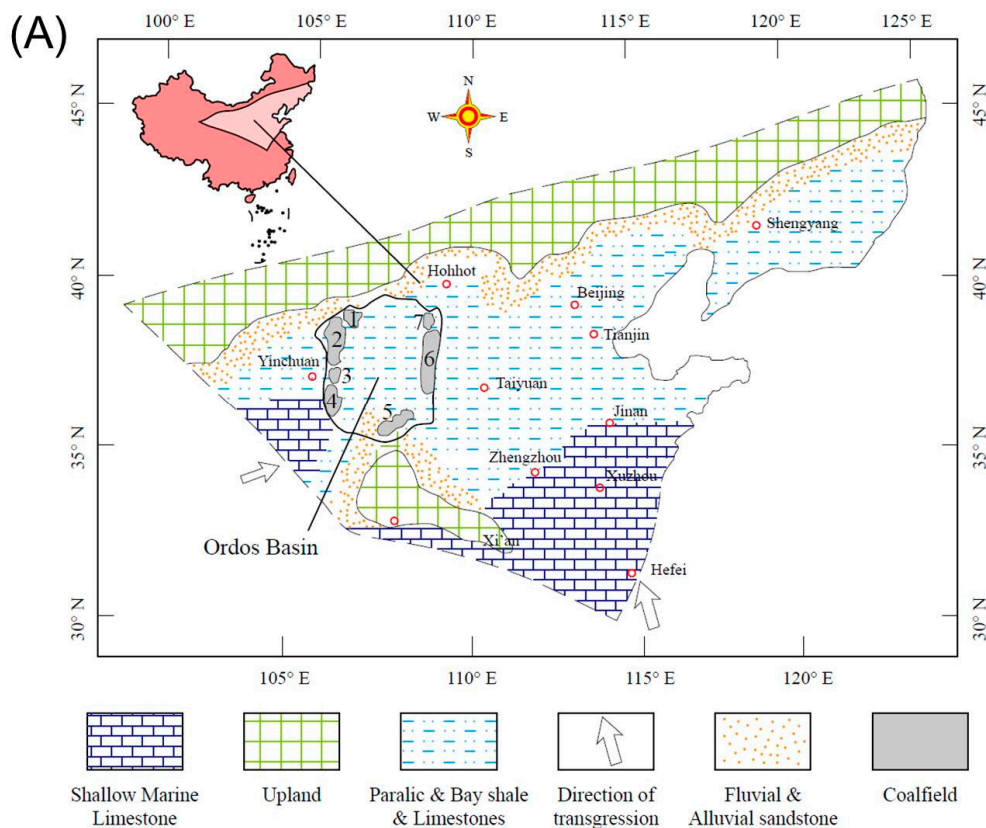 (A)
100° E 105° E 110° E 115° E 120° E 125° E
45° N 45° N
N
W E
S
Shengyang
40° N 40° N
Hohhot
Beijing
1 7
Tianjin
2
6
Yinchuan
3
Taiyuan
4
5
Jinan
35° N 35° N
Zhengzhou
Xuzhou
Ordos Basin
Xi'an
Hefei
30° N 30° N
105° E 110° E 115° E 120° E
Shallow Marine
Limestone
Upland
Paralic & Bay shale
& Limestones
Direction of
transgression
Fluvial &
Alluvial sandstone
Coalfield